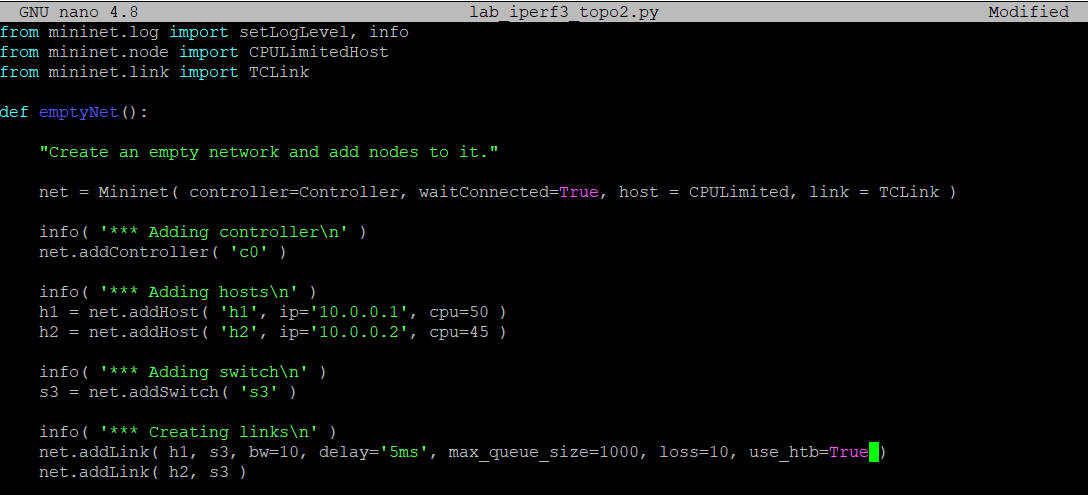 GNU nano 4.8 lab_iperf3_topo2.py Modified
from mininet.log import setLogLevel, info
from mininet.node import CPULimitedHost
from mininet.link import TCLink
def emptyNet():
"Create an empty network and add nodes to it."
net = Mininet( controller=Controller, waitConnected=True, host = CPULimited, link = TCLink )
info( '*** Adding controller\n' )
net.addController( 'c0' )
info( '*** Adding hosts\n' )
h1 = net.addHost( 'h1', ip='10.0.0.1', cpu=50 )
h2 = net.addHost( 'h2', ip='10.0.0.2', cpu=45 )
info( '*** Adding switch\n' )
s3 = net.addSwitch( 's3' )
info( '*** Creating links\n' )
net.addLink( h1, s3, bw=10, delay='5ms', max_queue_size=1000, loss=10, use_htb=True )
net.addLink( h2, s3 )